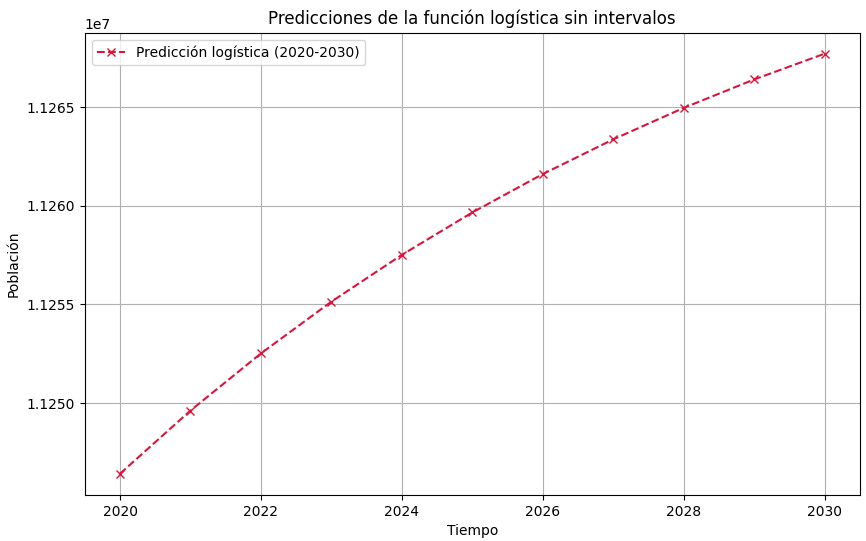 Predicciones de la función logística sin intervalos
1e7
Predicción logística (2020-2030)
1.1265
1.1260
1.1255
1.1250
Población
2020 2022 2024 2026 2028 2030
Tiempo